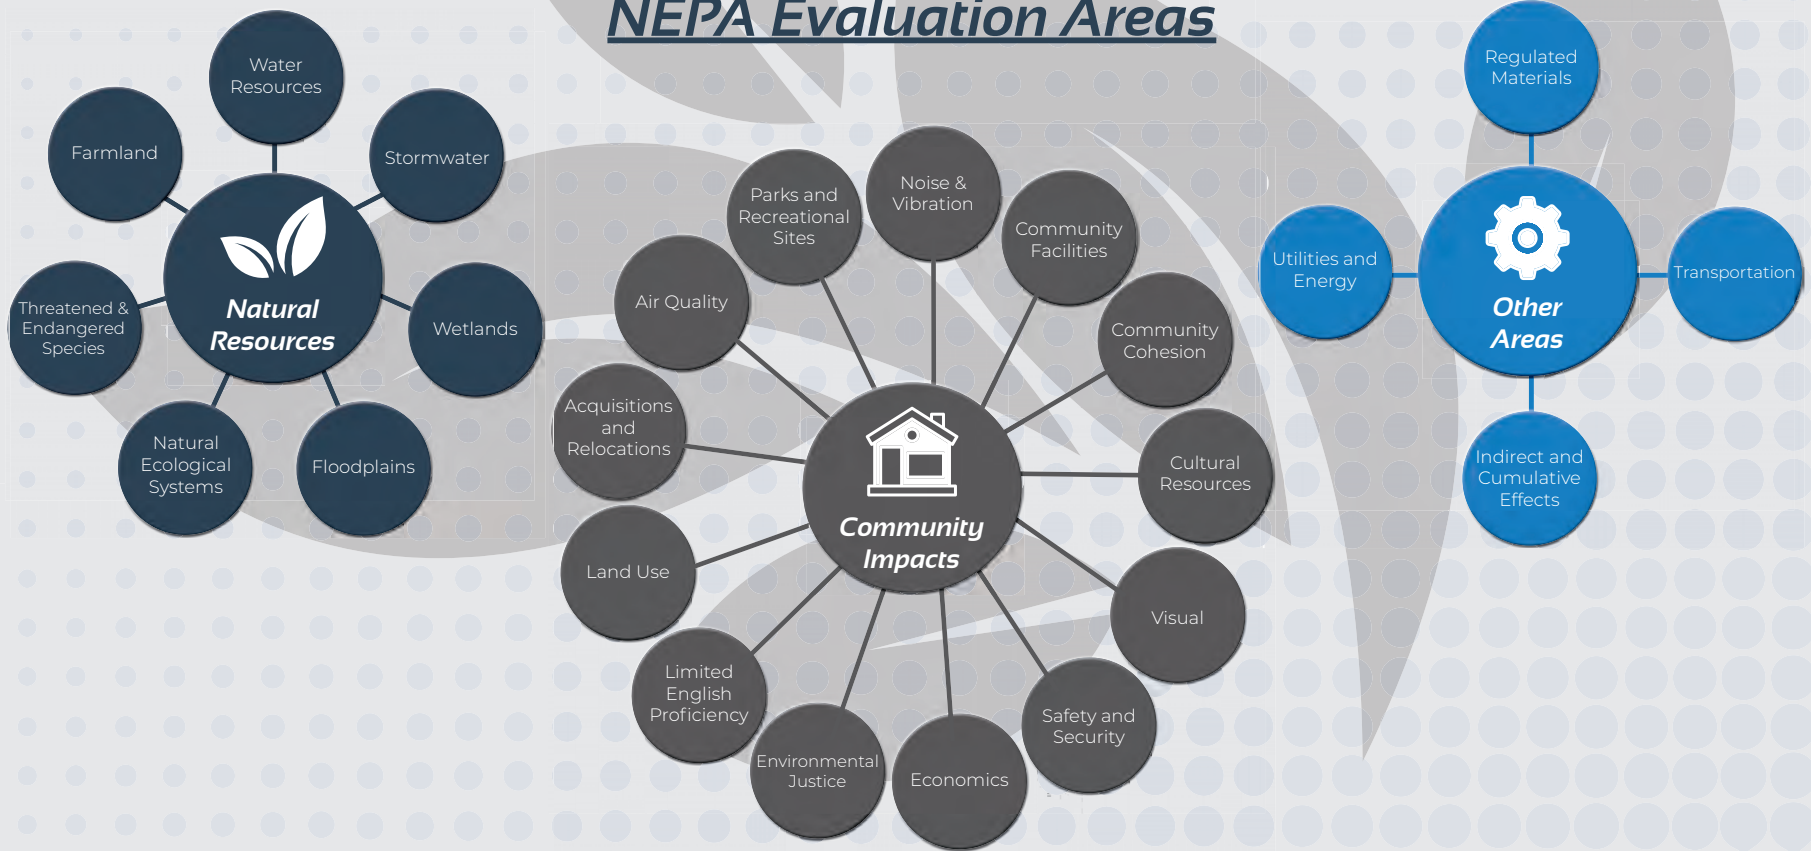 NEPA Evaluation Areas
Water
Resources
Stormwater
Wetlands
Floodplains
Natural
Ecological
Systems
Threatened &
Endangered
Species
Farmland
Natural
Resources
Noise &
Vibration
Community
Facilities
Community
Cohesion
Cultural
Resources
Visual
Safety and
Security
Economics
Environmental
Justice
Limited
English
Proficiency
Land Use
Acquisitions
and
Relocations
Air Quality
Parks and
Recreational
Sites
Community
Impacts
Regulated
Materials
Transportation
Indirect and
Cumulative
Effects
Utilities and
Energy
Other
Areas